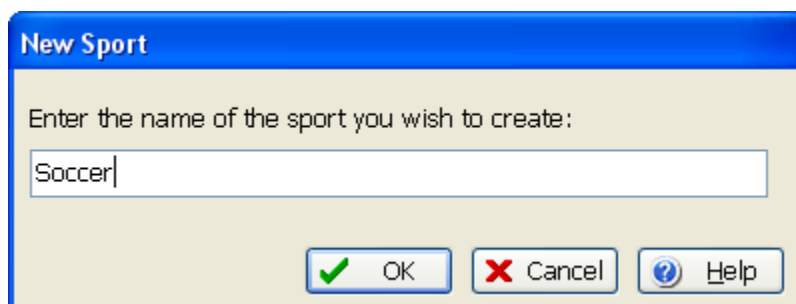 New Sport
Enter the name of the sport you wish to create:
Soccer
OK Cancel Help